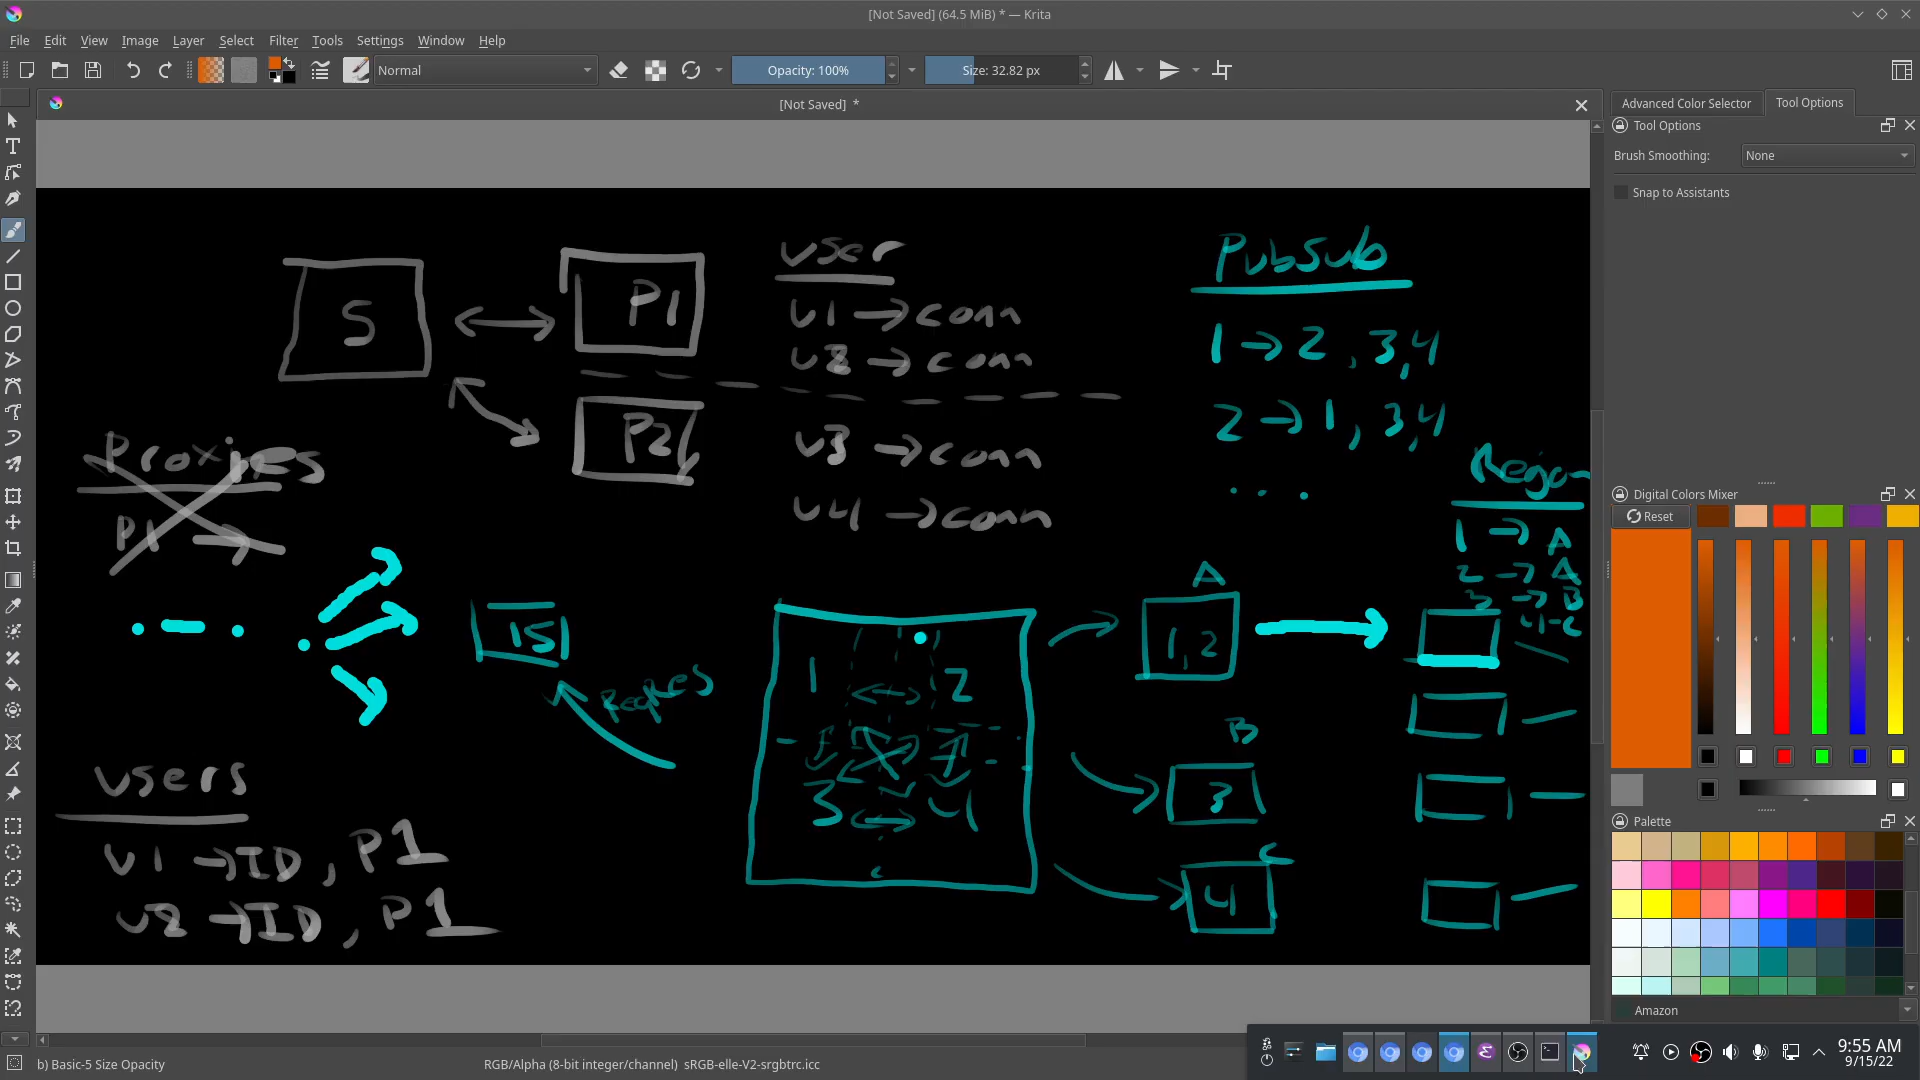 [Not Saved] (64.5 MiB) * — Krita
File Edit View Image Layer Select Filter Tools Settings Window Help
Normal
Opacity: 100%
Size: 32.82 px
[Not Saved] *
Advanced Color Selector
Tool Options
Tool Options
Brush Smoothing: None
Snap to Assistants
user
PubSub
S
P1
U1 → conn
1 → 2, 3,4
U2 → conn
P2
2 → 1, 3,4
U3 → conn
Proxies
...
U4 → conn
P1 →
Region
1 → A
2 → A
3 → B
4 - C
15
A
1,2
1 2
B
3 4
3
C
4
users
U1 → ID, P1
U2 → ID, P1
Digital Colors Mixer
Reset
Palette
Amazon
b) Basic-5 Size Opacity
RGB/Alpha (8-bit integer/channel) sRGB-elle-V2-srgbtrc.icc
9:55 AM
9/15/22